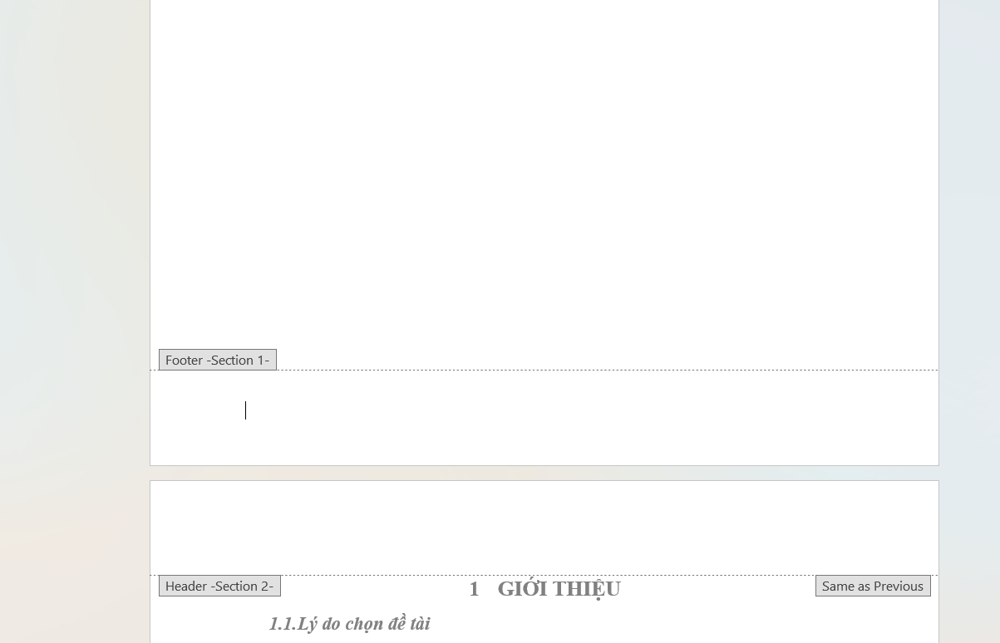 Footer -Section 1-
Header -Section 2-
1 GIỚI THIỆU
Same as Previous
1.1.Lý do chọn đề tài